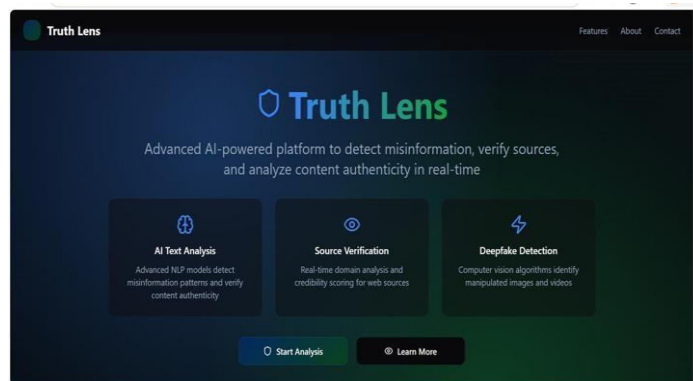 Truth Lens
Features About Contact
Truth Lens
Advanced AI-powered platform to detect misinformation, verify sources,
and analyze content authenticity in real-time
AI Text Analysis
Advanced NLP models detect
misinformation patterns and verify
content authenticity
Source Verification
Real-time domain analysis and
credibility scoring for web sources
Deepfake Detection
Computer vision algorithms identify
manipulated images and videos
Start Analysis
Learn More